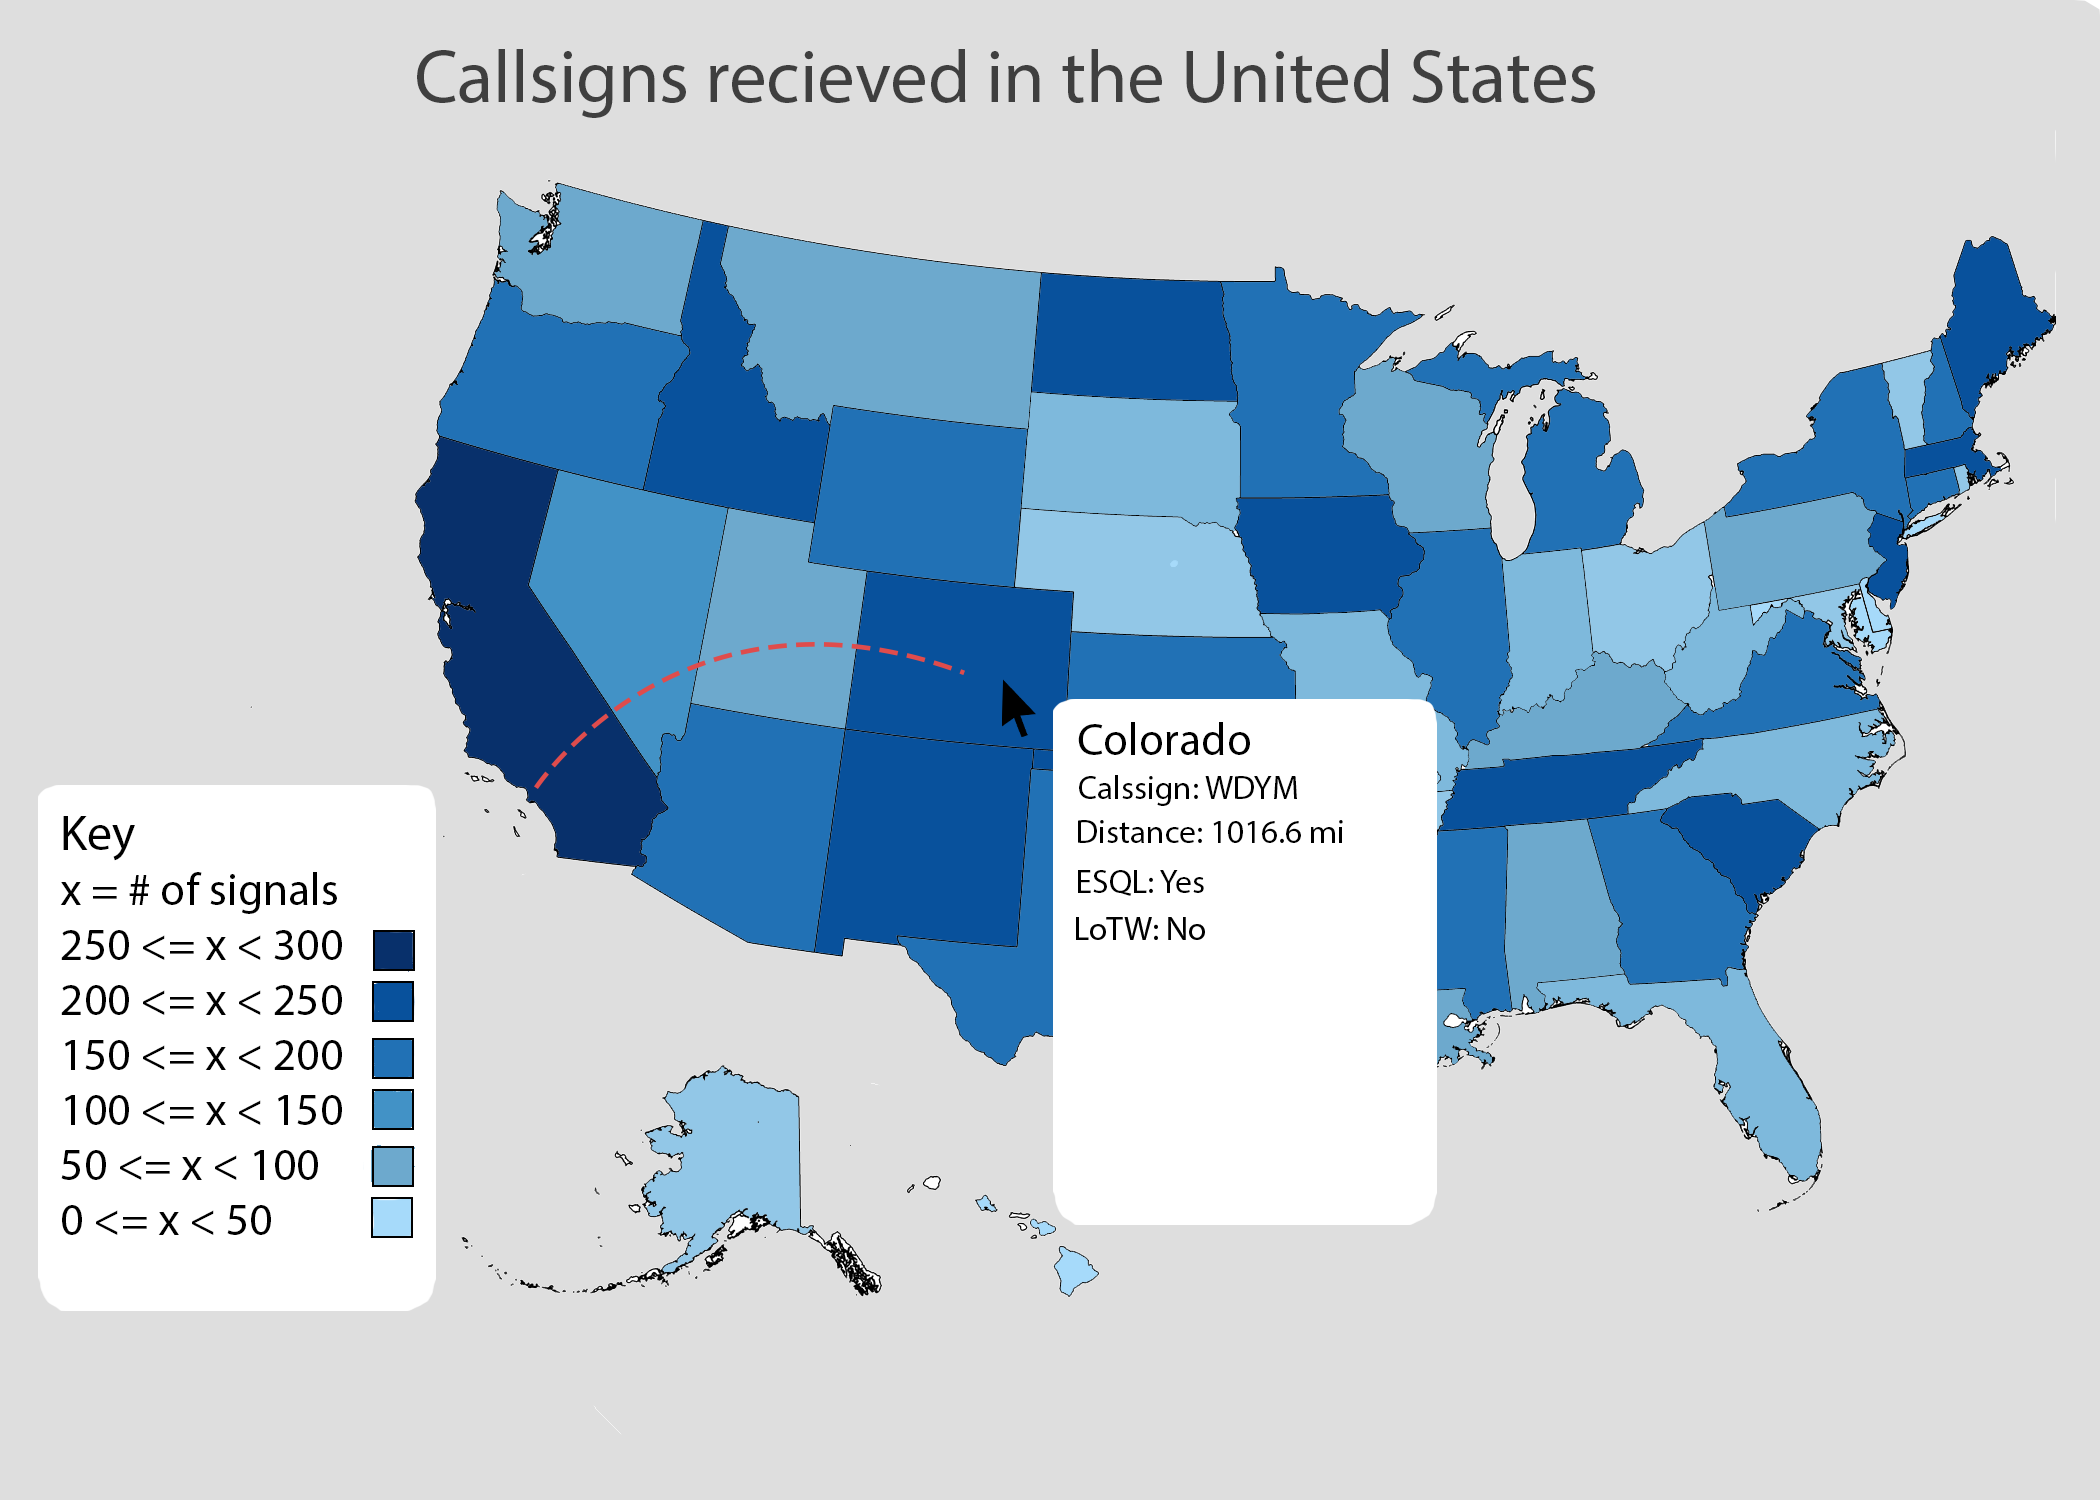 Callsigns recieved in the United States
Colorado
Calssign: WDYM
Distance: 1016.6 mi
ESQL: Yes
LoTW: No
Key
x = # of signals
250 <= x < 300
200 <= x < 250
150 <= x < 200
100 <= x < 150
50 <= x < 100
0 <= x < 50